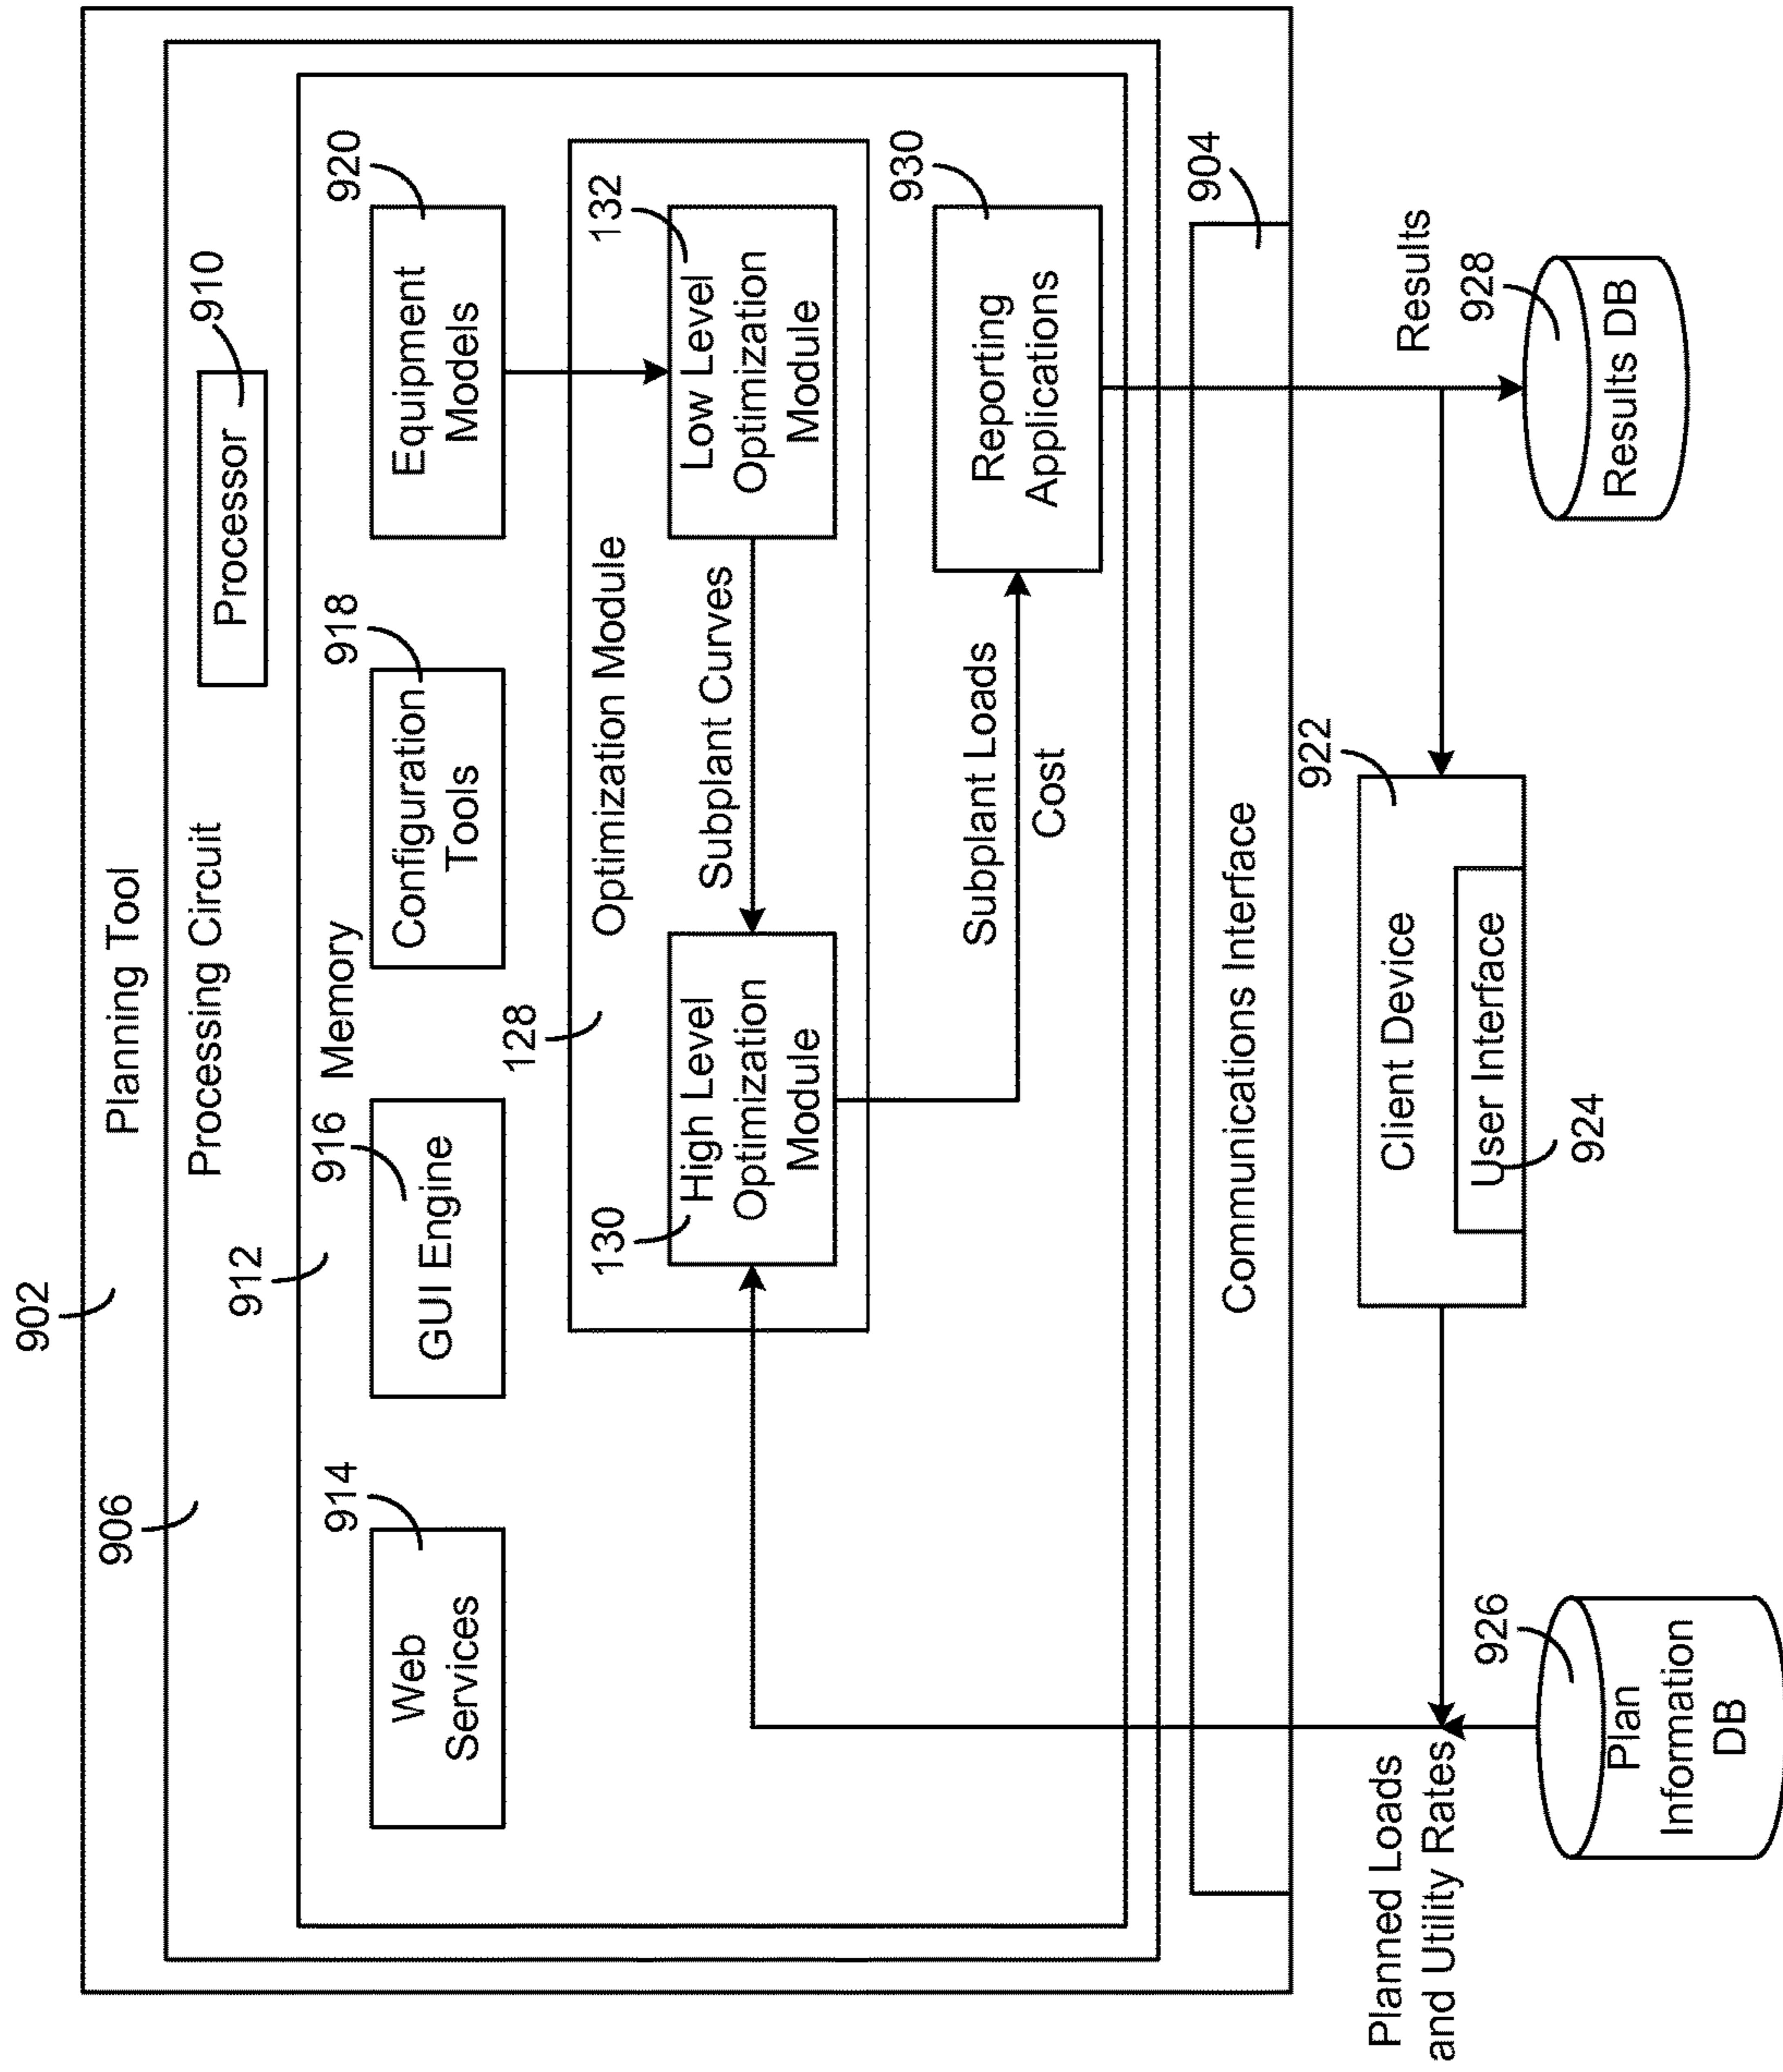 902
Planning Tool
906
Processing Circuit
Processor
910
912
Memory
914
Web
Services
916
GUI Engine
918
Configuration
Tools
920
Equipment
Models
128
Optimization Module
130
High Level
Optimization
Module
Subplant Curves
132
Low Level
Optimization
Module
Subplant Loads
Cost
930
Reporting
Applications
Communications Interface
904
Planned Loads
and Utility Rates
922
Client Device
User Interface
924
Results
926
Plan
Information
DB
928
Results DB